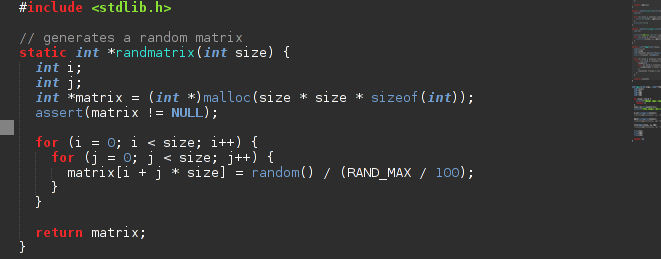 #include <stdlib.h>
// generates a random matrix
static int *randmatrix(int size) {
int i;
int j;
int *matrix = (int *)malloc(size * size * sizeof(int));
assert(matrix != NULL);
for (i = 0; i < size; i++) {
for (j = 0; j < size; j++) {
matrix[i + j * size] = random() / (RAND_MAX / 100);
}
}
return matrix;
}